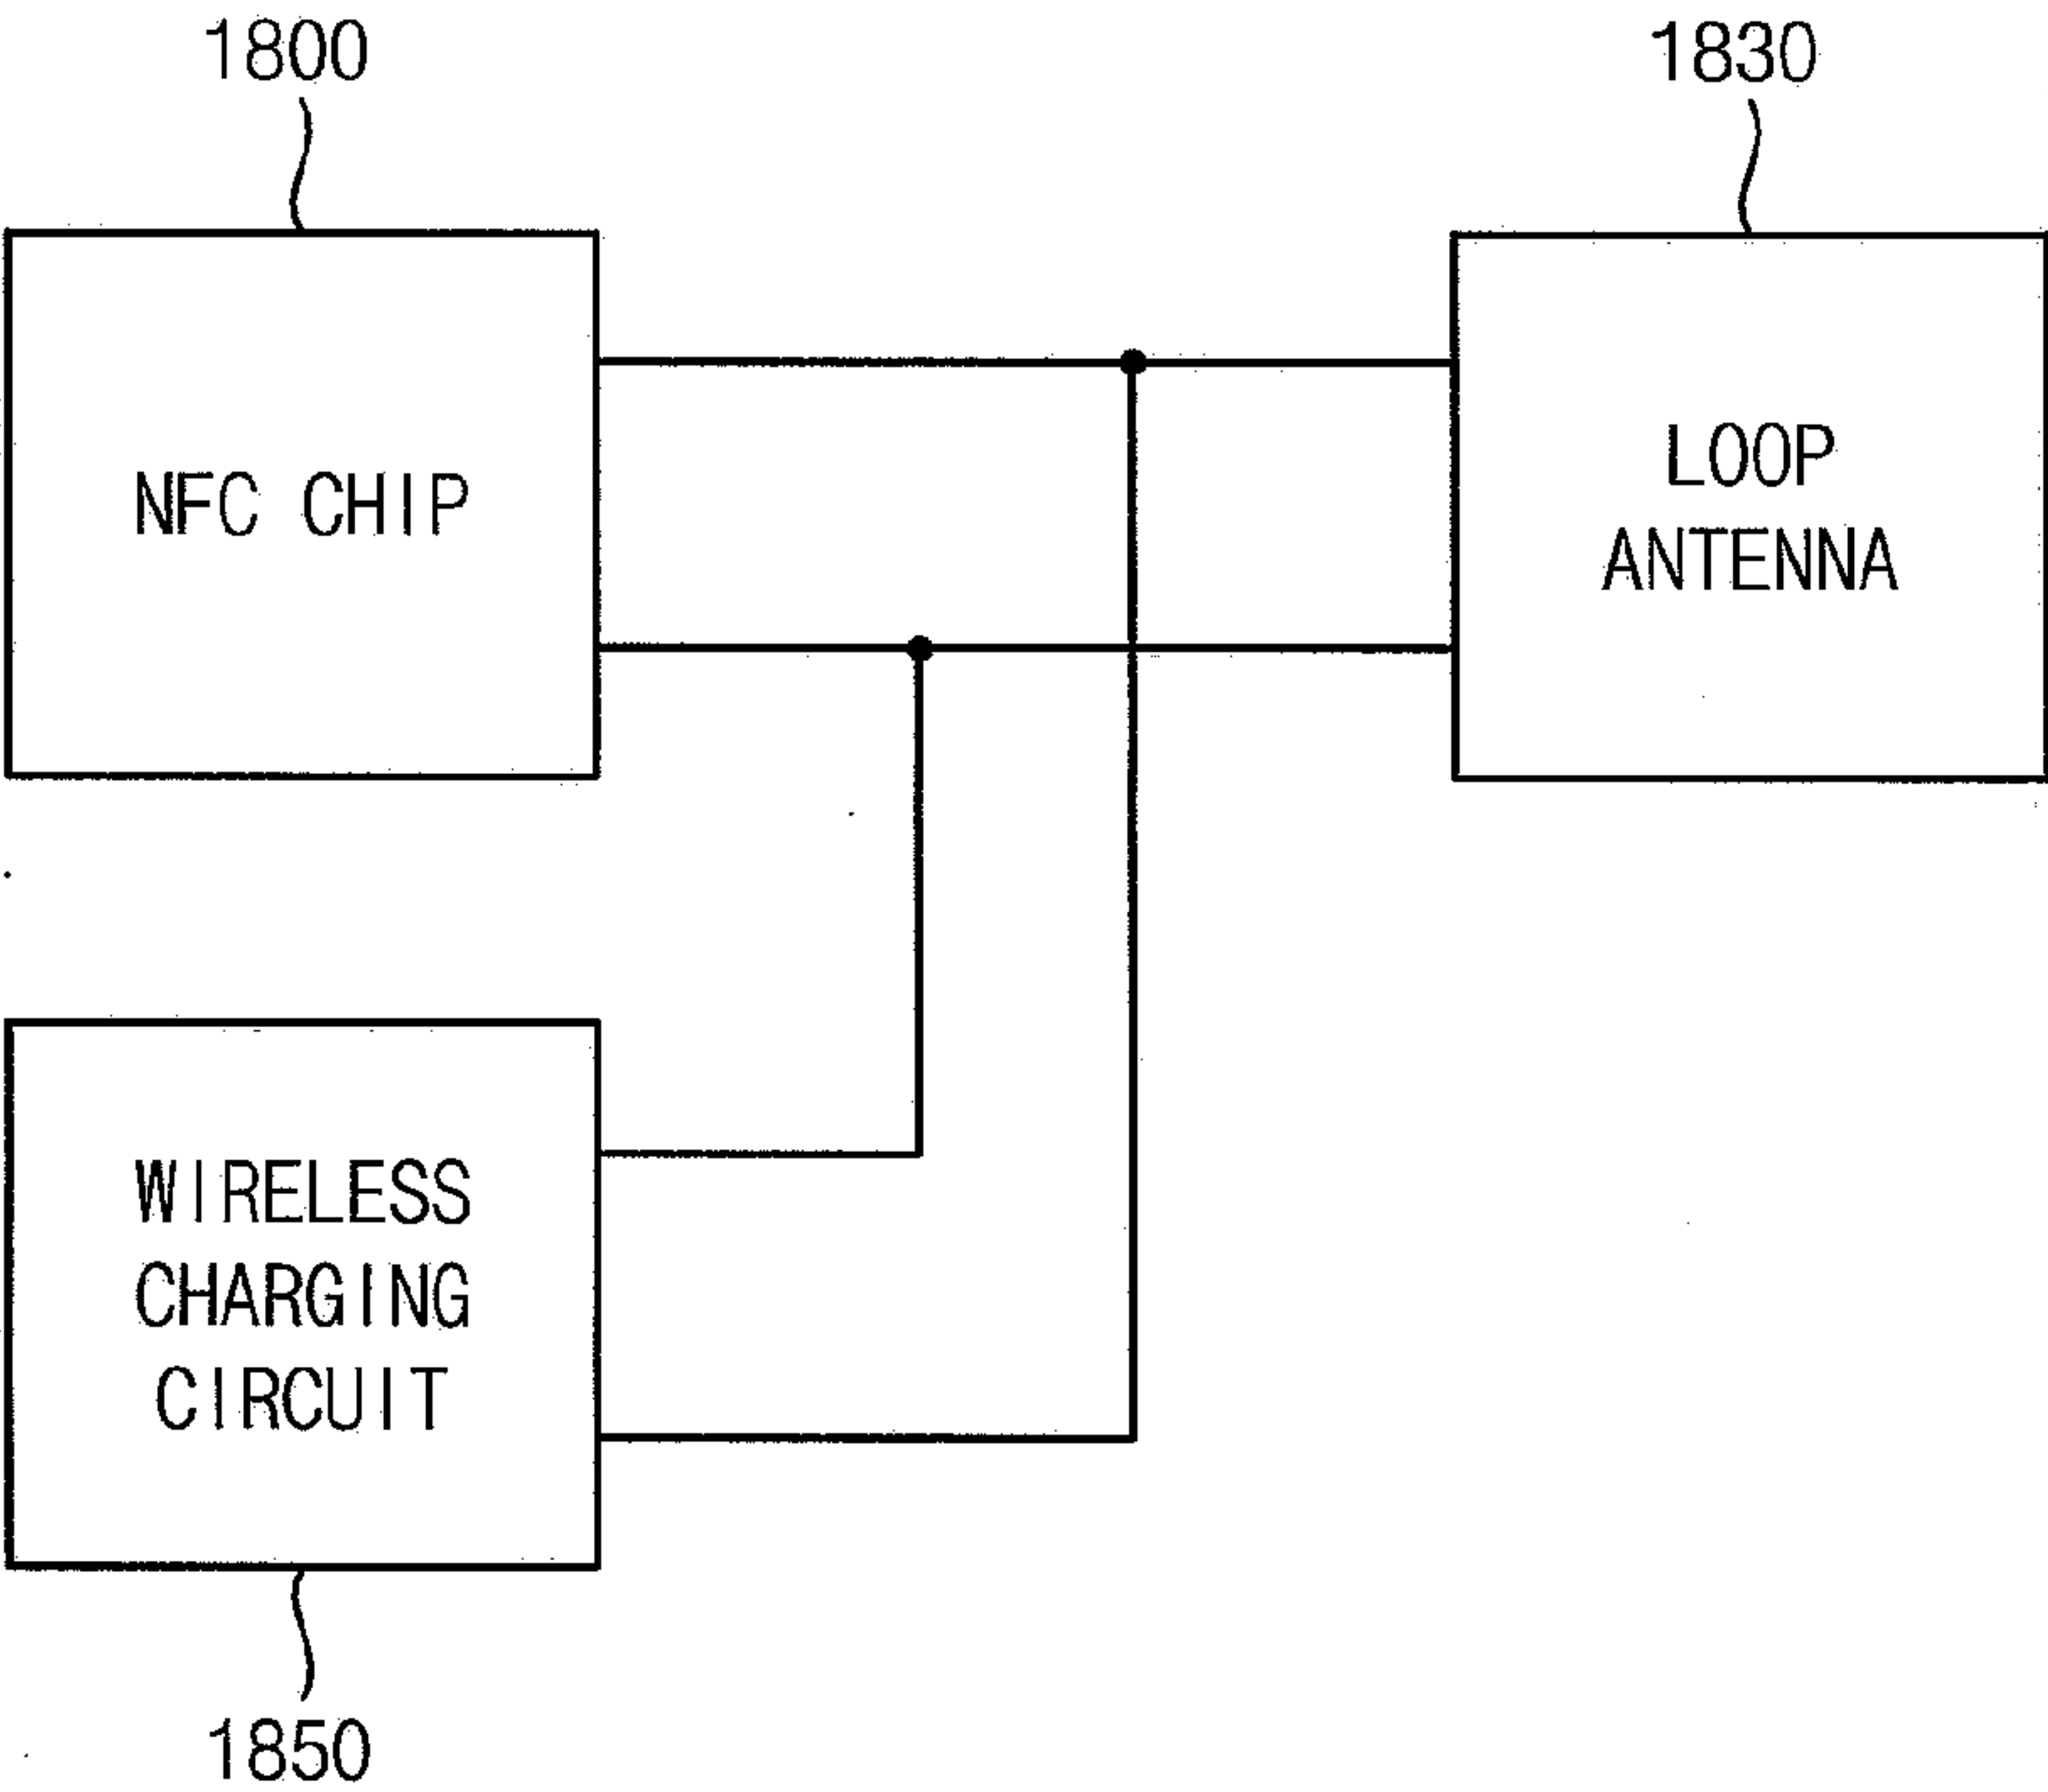 1800
1830
NFC CHIP
LOOP
ANTENNA
WIRELESS
CHARGING
CIRCUIT
1850